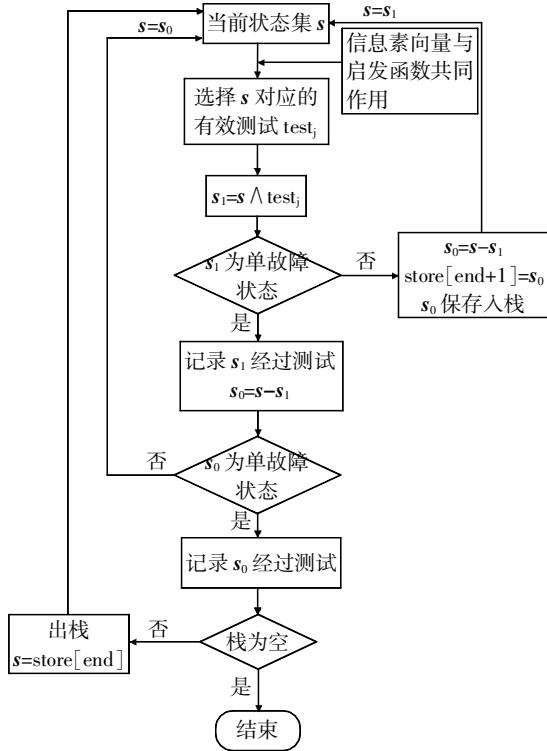 s=s₀
当前状态集 s
s=s₁
信息素向量与
启发函数共同
作用
选择 s 对应的
有效测试 testⱼ
s₁=s∧testⱼ
s₁ 为单故障
状态
否
s₀=s−s₁
store[end+1]=s₀
s₀ 保存入栈
是
记录 s₁ 经过测试
s₀=s−s₁
否
s₀ 为单故障
状态
是
记录 s₀ 经过测试
出栈
s=store[end]
否
栈为空
是
结束